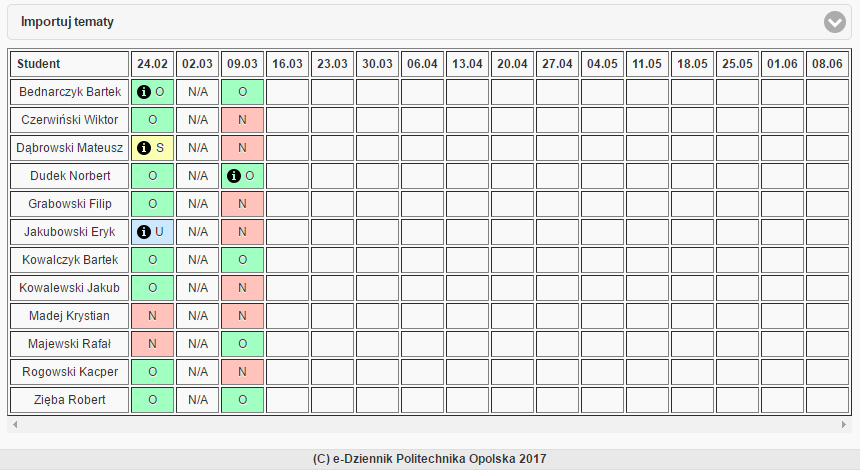 Importuj tematy
Student 24.02 02.03 09.03 16.03 23.03 30.03 06.04 13.04 20.04 27.04 04.05 11.05 18.05 25.05 01.06 08.06
Bednarczyk Bartek i O N/A O
Czerwiński Wiktor O N/A N
Dąbrowski Mateusz i S N/A N
Dudek Norbert O N/A i O
Grabowski Filip O N/A N
Jakubowski Eryk i U N/A N
Kowalczyk Bartek O N/A O
Kowalewski Jakub O N/A N
Madej Krystian N N/A N
Majewski Rafał N N/A O
Rogowski Kacper O N/A N
Zięba Robert O N/A O
(C) e-Dziennik Politechnika Opolska 2017